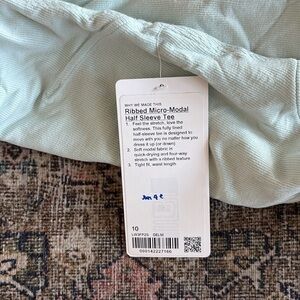 WHY WE MADE THIS
Ribbed Micro-Modal
Half Sleeve Tee
1. Feel the stretch, love the
softness. This fully lined
half-sleeve tee is designed to
move with you no matter how you
dress it up (or down)
2. Soft modal fabric is
quick-drying and four-way
stretch with a ribbed texture
3. Tight fit, waist length
10
LW3FP2S DELM